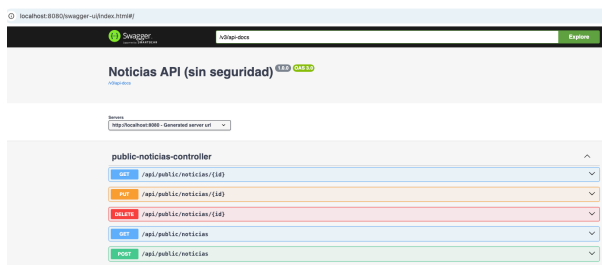 localhost:8080/swagger-ui/index.html#/
Swagger
/v3/api-docs
Explore
Noticias API (sin seguridad) 1.0.0 OAS 3.0
/v3/api-docs
Servers
http://localhost:8080 - Generated server url
public-noticias-controller
GET /api/public/noticias/{id}
PUT /api/public/noticias/{id}
DELETE /api/public/noticias/{id}
GET /api/public/noticias
POST /api/public/noticias